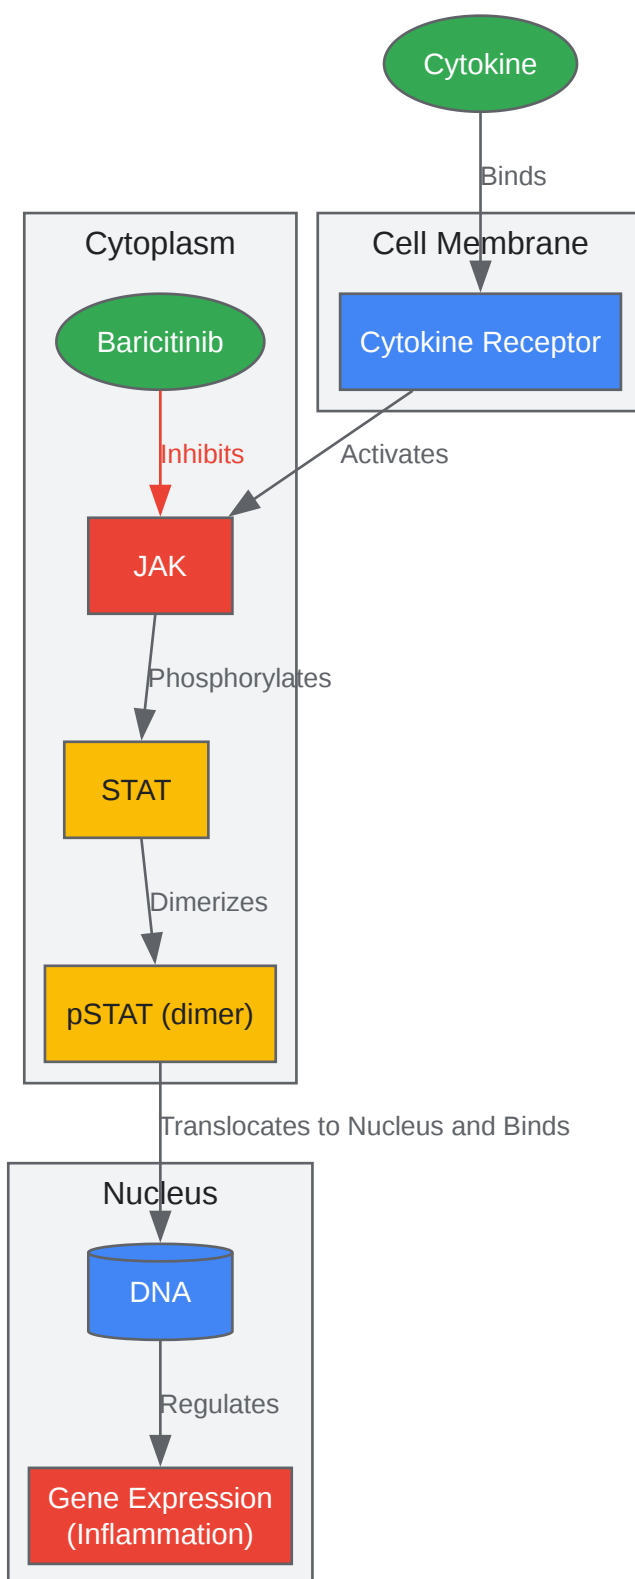 Cytokine
Binds
Cytoplasm
Cell Membrane
Baricitinib
Cytokine Receptor
Inhibits
Activates
JAK
Phosphorylates
STAT
Dimerizes
pSTAT (dimer)
Translocates to Nucleus and Binds
Nucleus
DNA
Regulates
Gene Expression
(Inflammation)